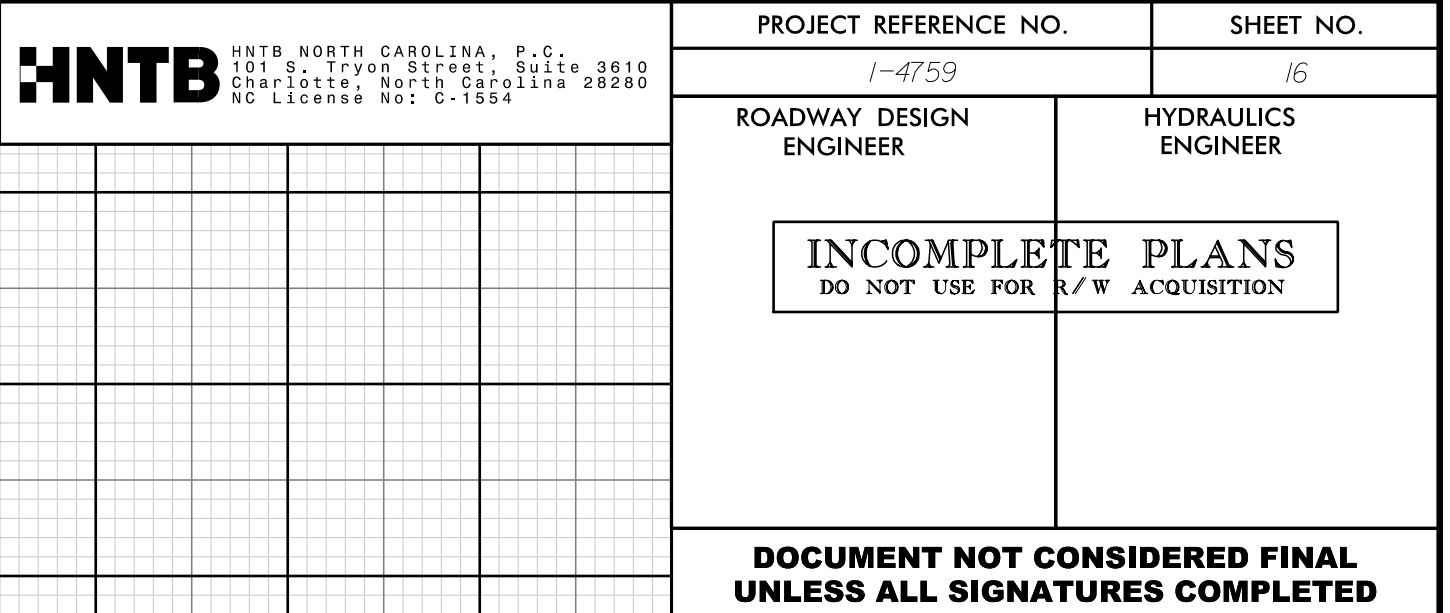 HNTB
HNTB NORTH CAROLINA, P.C.
101 S. Tryon Street, Suite 3610
Charlotte, North Carolina 28280
NC License No: C-1554
PROJECT REFERENCE NO.
SHEET NO.
I-4759
16
ROADWAY DESIGN
ENGINEER
HYDRAULICS
ENGINEER
INCOMPLETE PLANS
DO NOT USE FOR R/W ACQUISITION
DOCUMENT NOT CONSIDERED FINAL
UNLESS ALL SIGNATURES COMPLETED